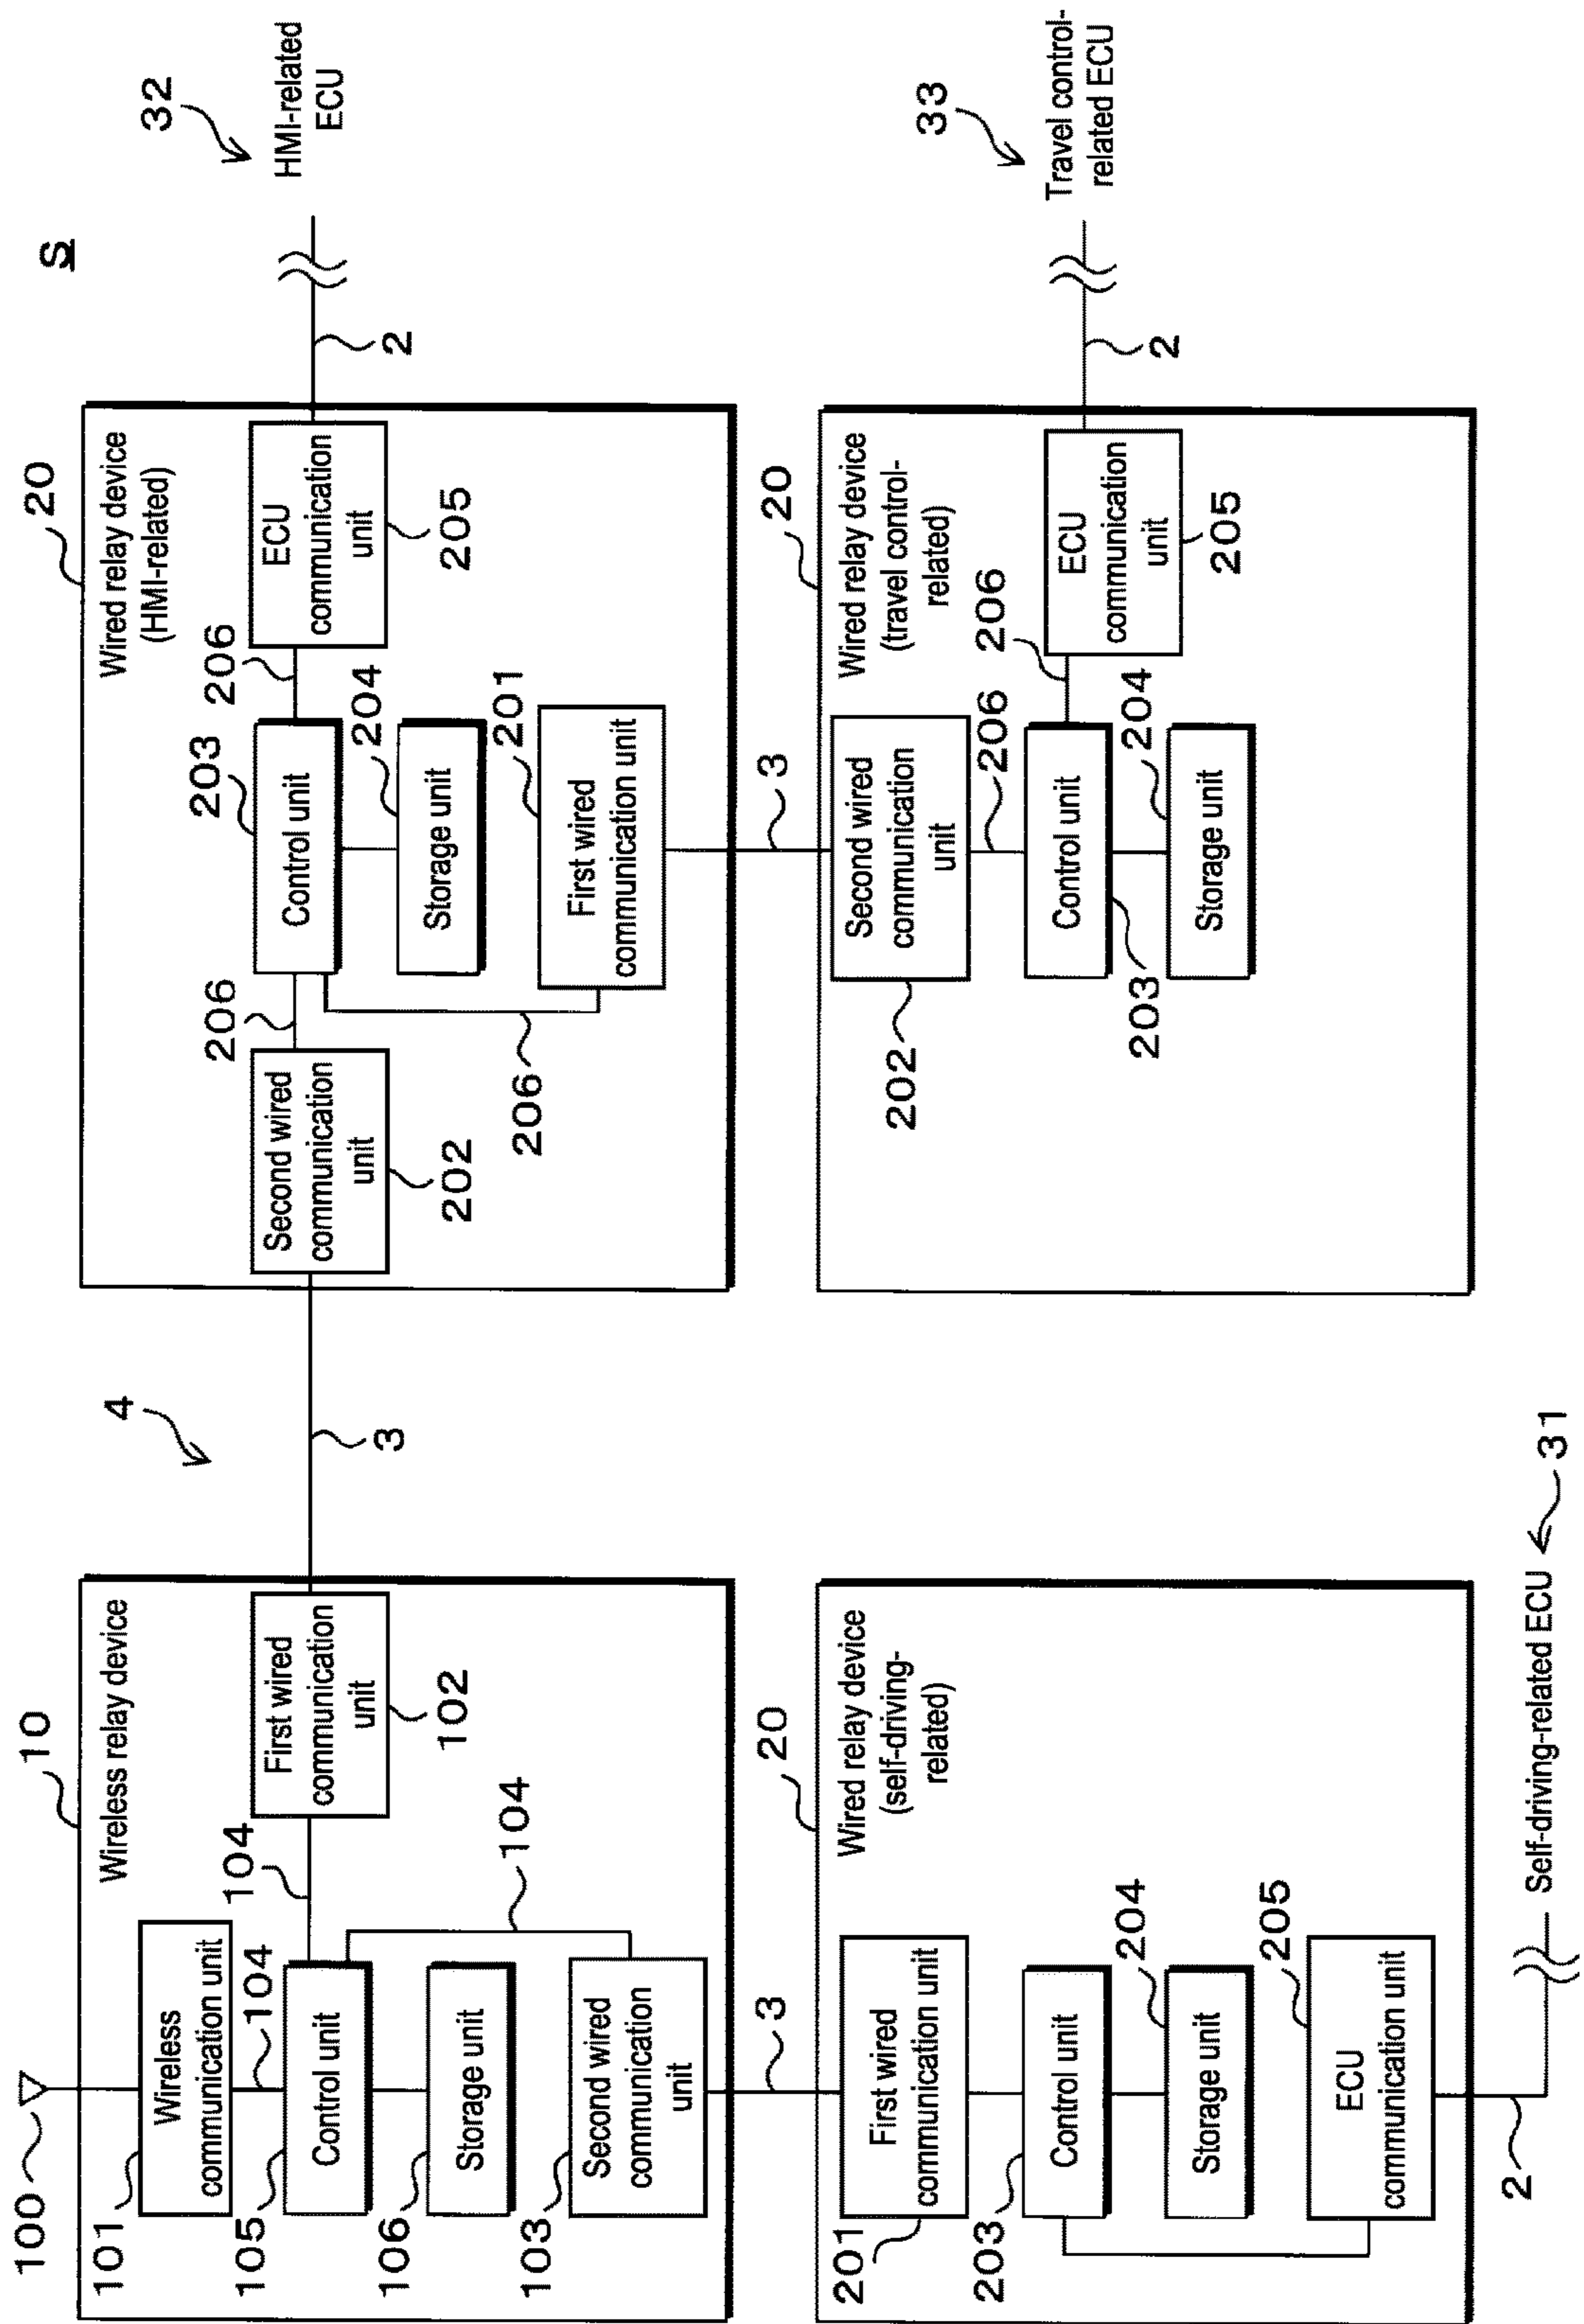 S
100
10
Wireless relay device
101
Wireless
communication unit
104
104
105
Control unit
106
Storage unit
104
First wired
communication
unit
102
103
Second wired
communication
unit
4
3
3
20
Wired relay device
(HMI-related)
Second wired
communication
unit
202
206
203
Control unit
206
204
Storage unit
206
201
First wired
communication unit
ECU
communication
unit
205
2
32
HMI-related
ECU
20
Wired relay device
(self-driving-
related)
201
First wired
communication unit
203
Control unit
204
Storage unit
205
ECU
communication unit
2
Self-driving-related ECU
31
3
20
Wired relay device
(travel control-
related)
202
Second wired
communication
unit
206
206
203
Control unit
204
Storage unit
ECU
communication
unit
205
2
33
Travel control-
related ECU